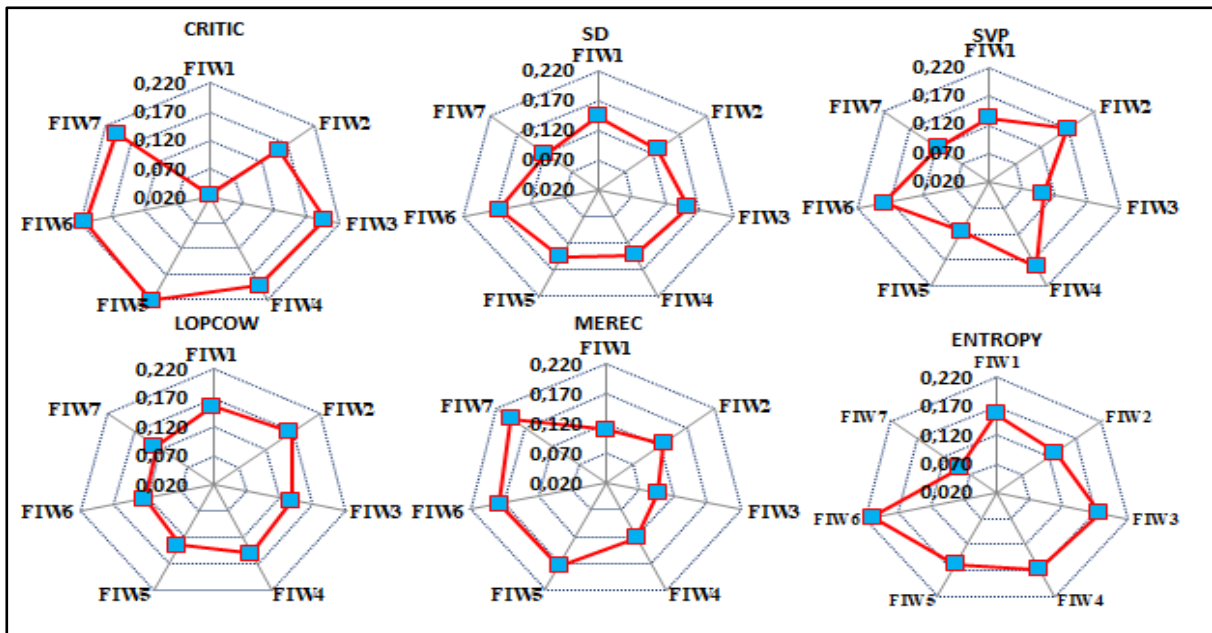 CRITIC
FIW1
0,220
0,170
0,120
0,070
0,020
FIW2
FIW3
FIW4
FIW5
FIW6
FIW7
SD
FIW1
0,220
0,170
0,120
0,070
0,020
FIW2
FIW3
FIW4
FIW5
FIW6
FIW7
SVP
FIW1
0,220
0,170
0,120
0,070
0,020
FIW2
FIW3
FIW4
FIW5
FIW6
FIW7
LOPCOW
FIW1
0,220
0,170
0,120
0,070
0,020
FIW2
FIW3
FIW4
FIW5
FIW6
FIW7
MEREC
FIW1
0,220
0,170
0,120
0,070
0,020
FIW2
FIW3
FIW4
FIW5
FIW6
FIW7
ENTROPY
FIW1
0,220
0,170
0,120
0,070
0,020
FIW2
FIW3
FIW4
FIW5
FIW6
FIW7